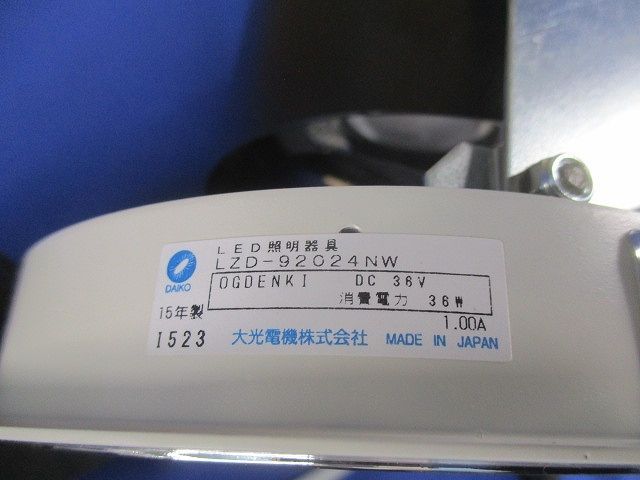 LED照明器具
LZD-92024NW
DAIKO
OGDENKI DC 36V
消費電力 36W
15年製
1.00A
I523 大光電機株式会社 MADE IN JAPAN